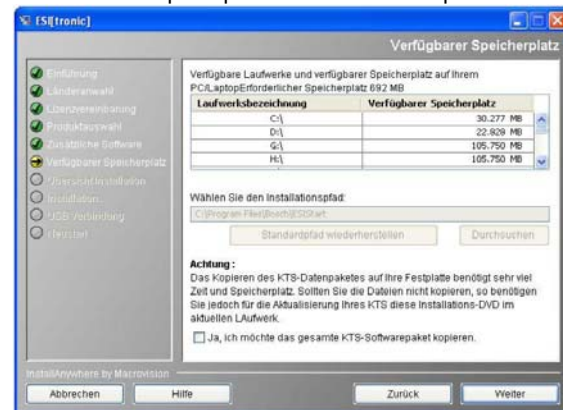 ESI[tronic]
Verfügbarer Speicherplatz
Einführung
Länderanwahl
Lizenzvereinbarung
Produktauswahl
Zusätzliche Software
Verfügbarer Speicherplatz
Übersicht Installation
Installation...
USB Verbindung
Neustart
Verfügbare Laufwerke und verfügbarer Speicherplatz auf Ihrem
PC/LaptopErforderlicher Speicherplatz 692 MB
Laufwerksbezeichnung Verfügbarer Speicherplatz
C:\ 30.277 MB
D:\ 22.829 MB
G:\ 105.750 MB
H:\ 105.750 MB
Wählen Sie den Installationspfad:
C:\Program Files\Bosch\ESIStart
Standardpfad wiederherstellen Durchsuchen
Achtung :
Das Kopieren des KTS-Datenpaketes auf Ihre Festplatte benötigt sehr viel
Zeit und Speicherplatz. Sollten Sie die Dateien nicht kopieren, so benötigen
Sie jedoch für die Aktualisierung Ihres KTS diese Installations-DVD im
aktuellen LAufwerk.
Ja, ich möchte das gesamte KTS-Softwarepaket kopieren.
InstallAnywhere by Macrovision
Abbrechen Hilfe Zurück Weiter